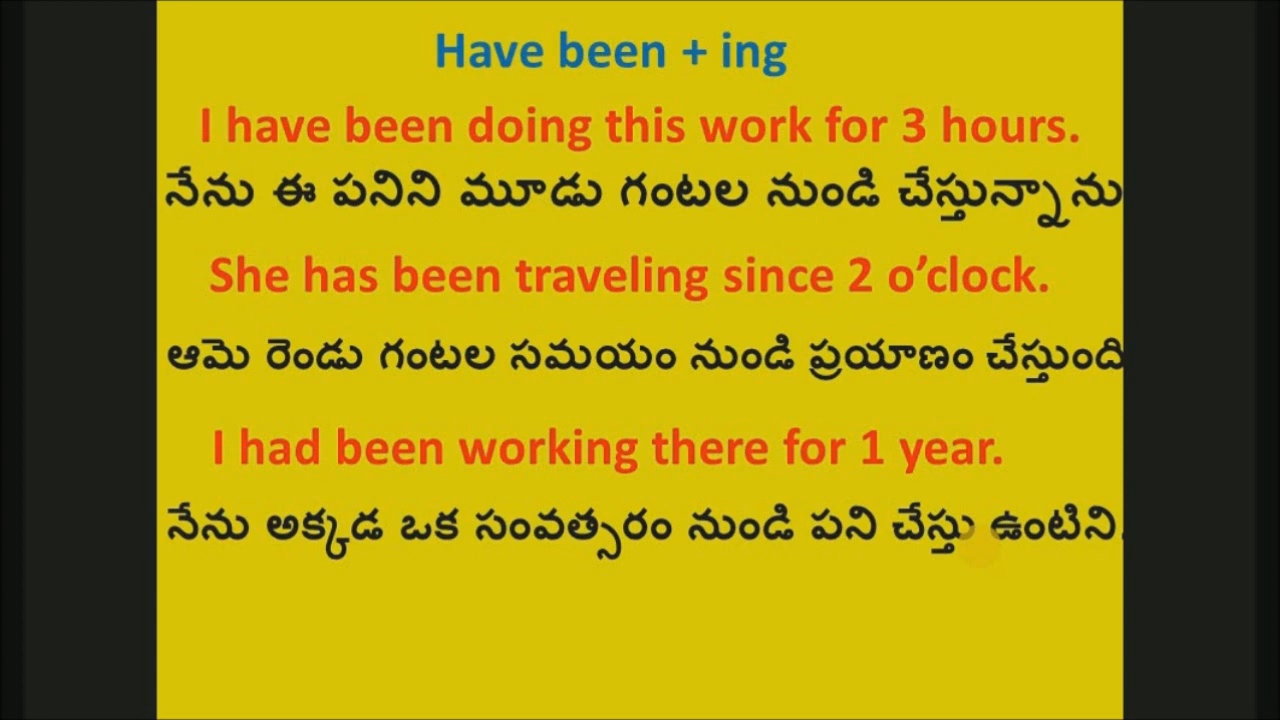 Have been + ing
I have been doing this work for 3 hours.
నేను ఈ పనిని మూడు గంటల నుండి చేస్తున్నాను
She has been traveling since 2 o’clock.
ఆమె రెండు గంటల సమయం నుండి ప్రయాణం చేస్తుంది
I had been working there for 1 year.
నేను అక్కడ ఒక సంవత్సరం నుండి పని చేస్తు ఉంటిని.